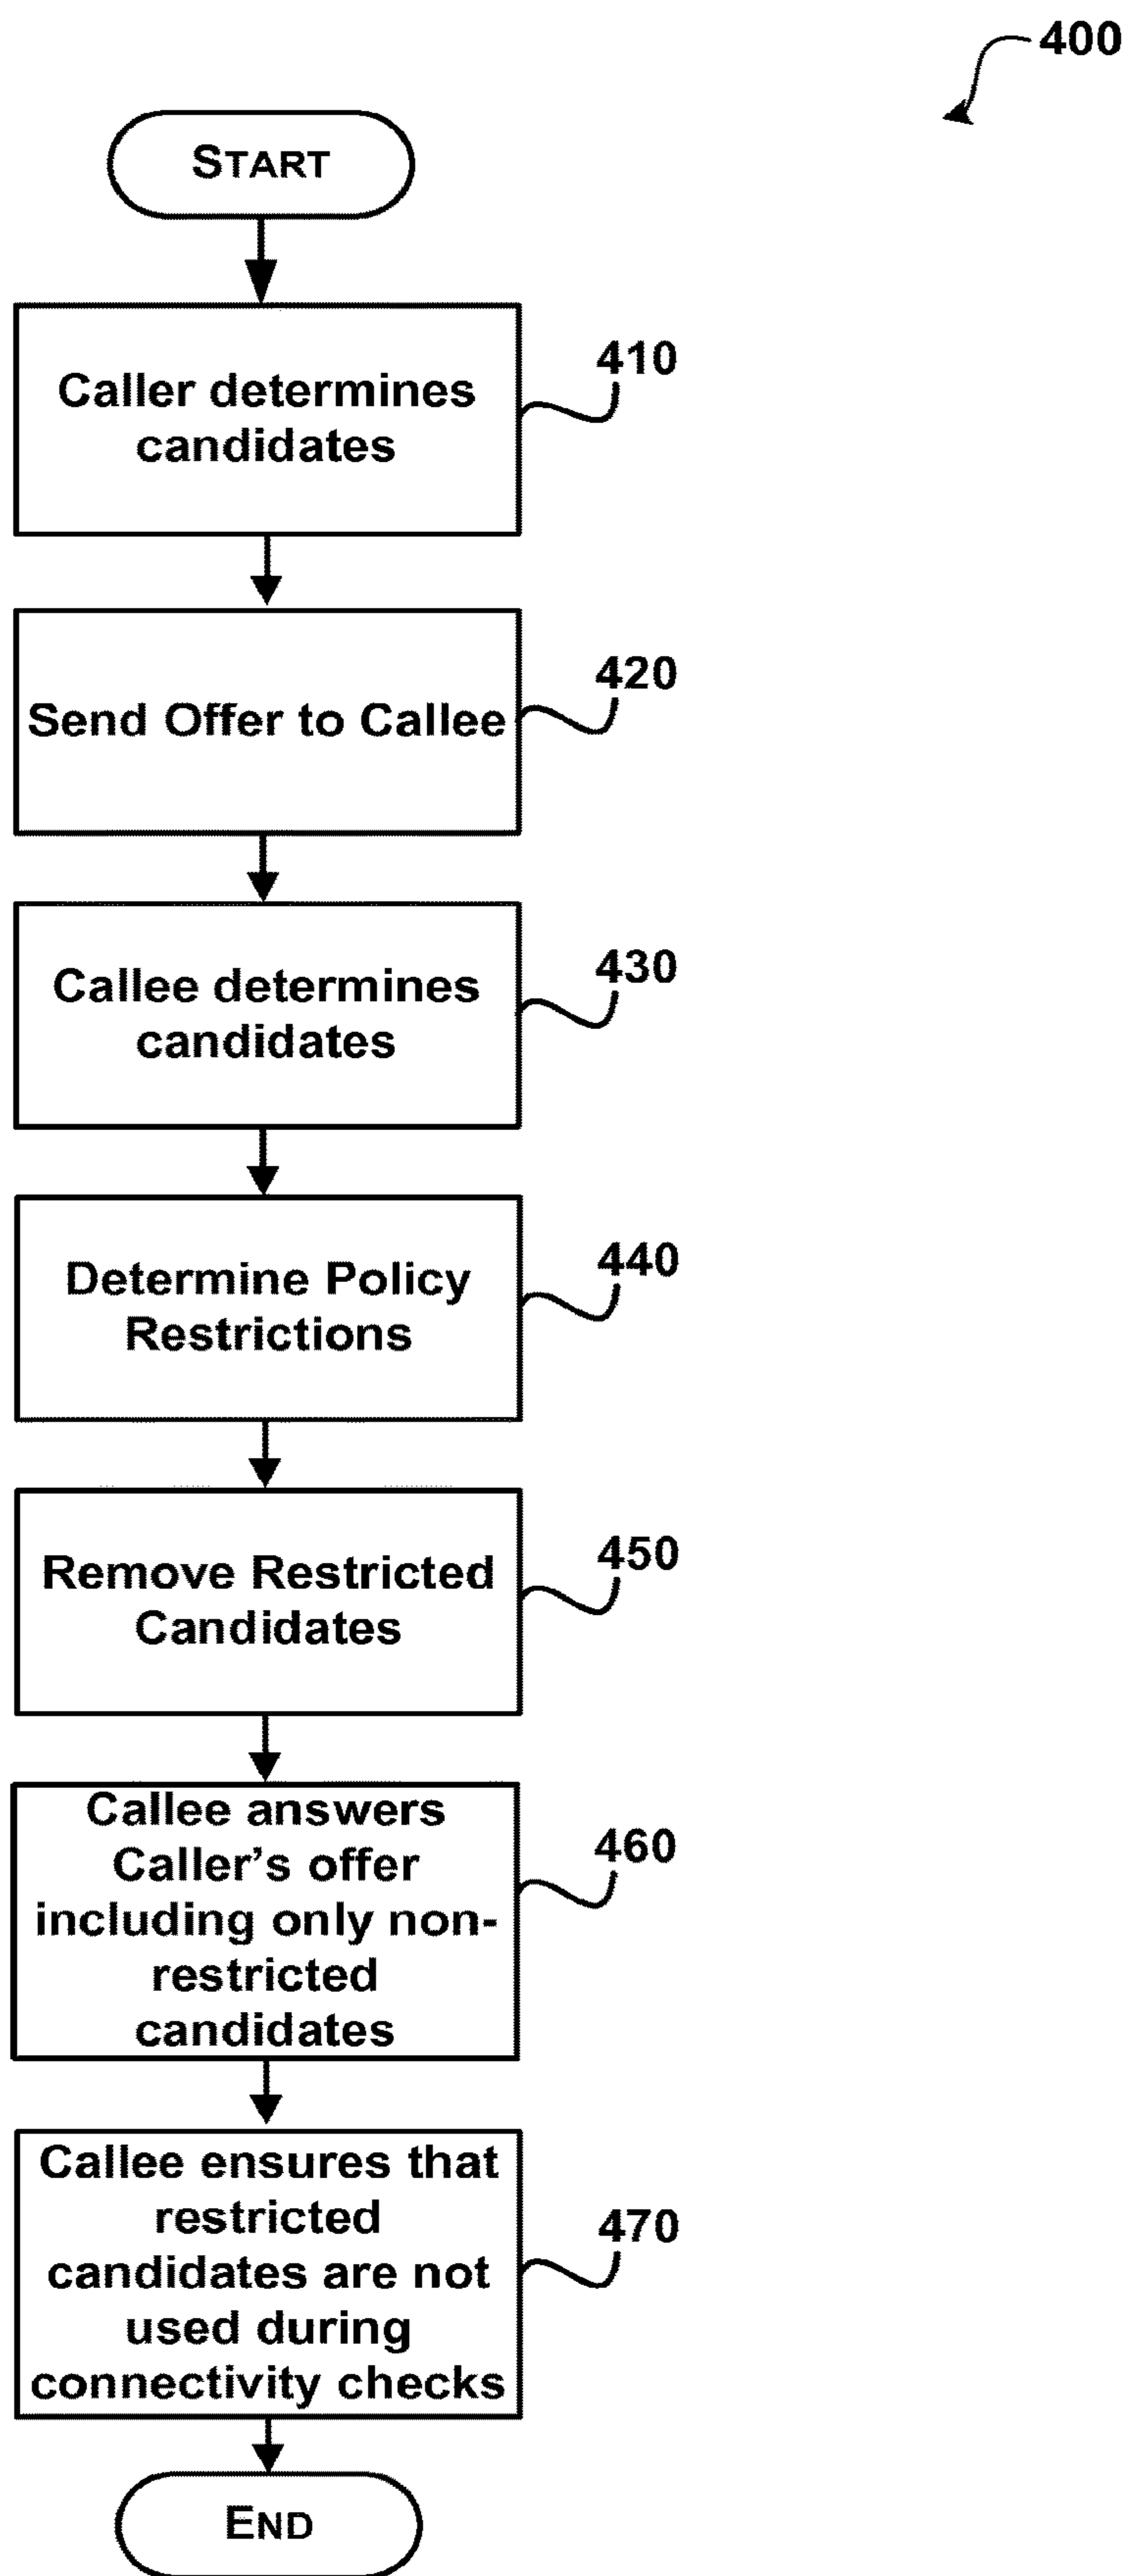 400
START
Caller determines
candidates
410
Send Offer to Callee
420
Callee determines
candidates
430
Determine Policy
Restrictions
440
Remove Restricted
Candidates
450
Callee answers
Caller’s offer
including only non-
restricted
candidates
460
Callee ensures that
restricted
candidates are not
used during
connectivity checks
470
END